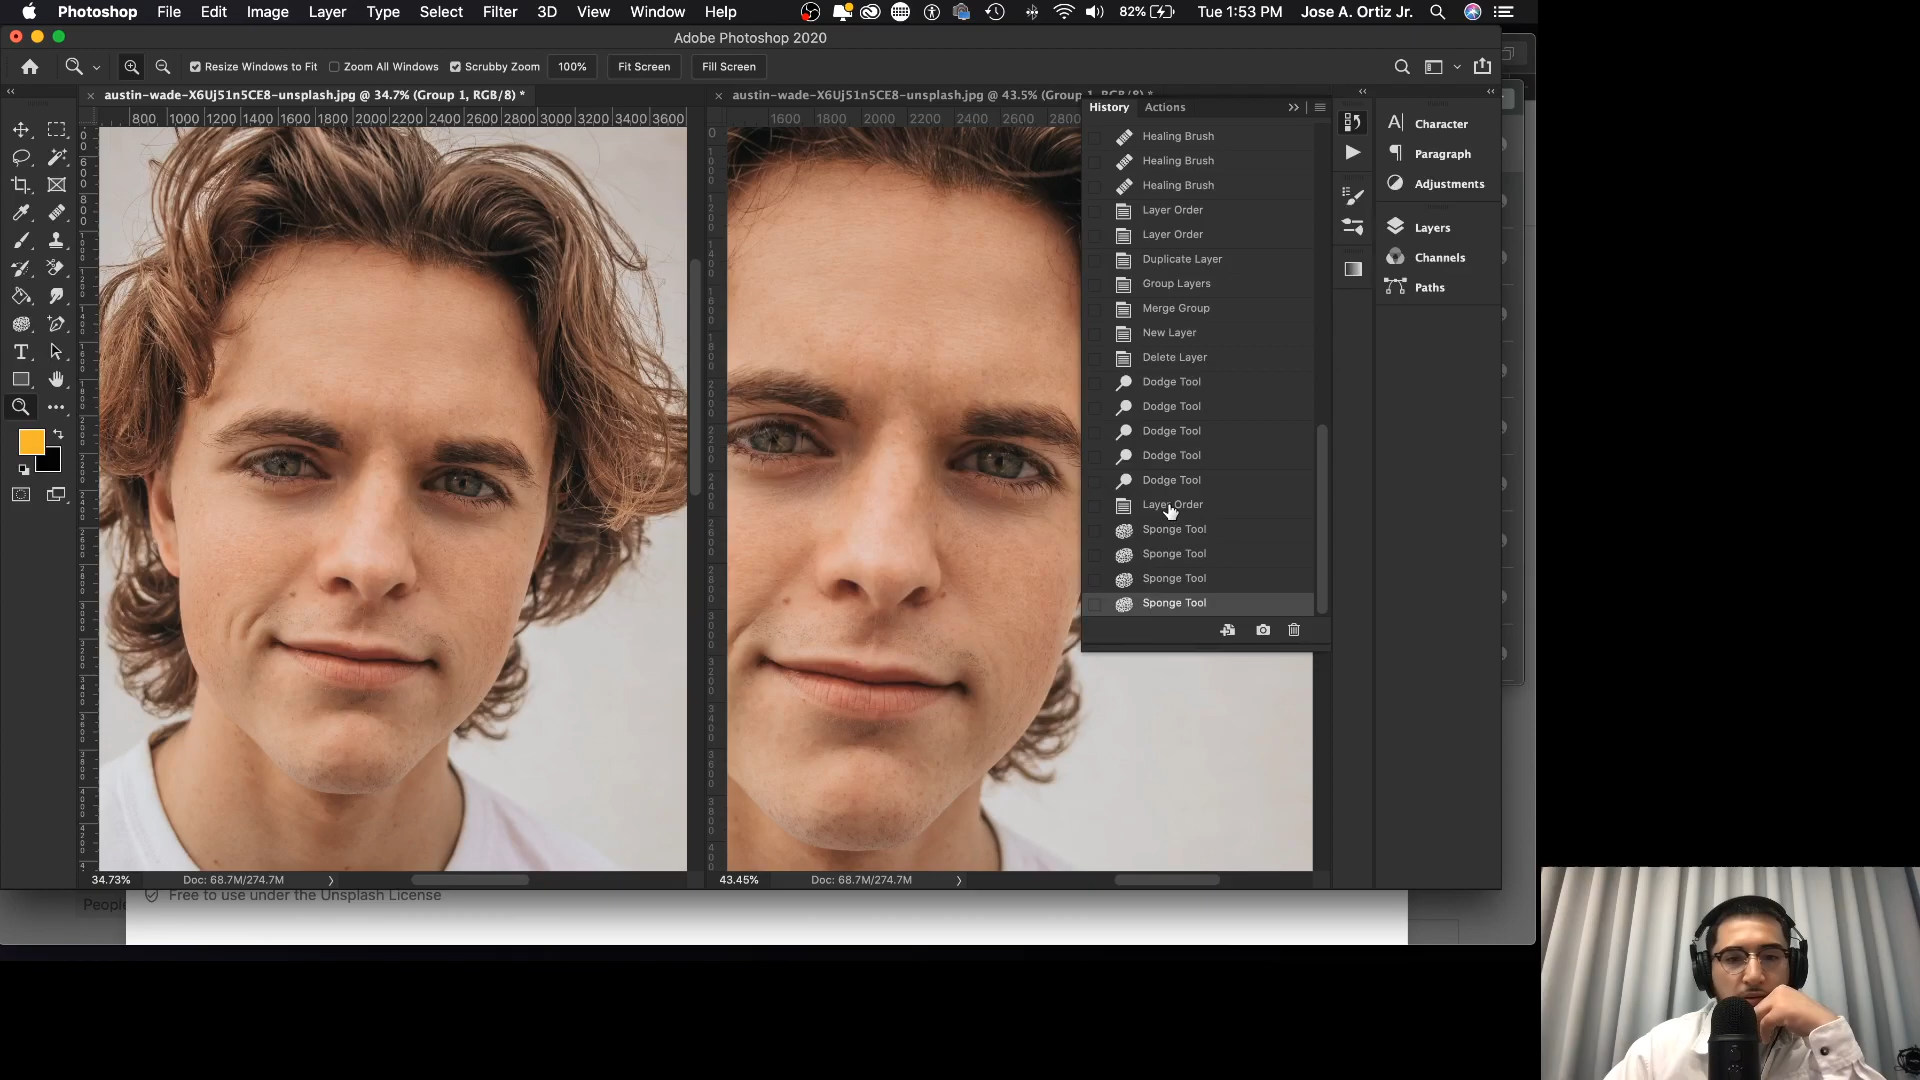 Photoshop File Edit Image Layer Type Select Filter 3D View Window Help 82% Tue 1:53 PM Jose A. Ortiz Jr.
Adobe Photoshop 2020
Resize Windows to Fit Zoom All Windows Scrubby Zoom 100% Fit Screen Fill Screen
austin-wade-X6Uj51n5CE8-unsplash.jpg @ 34.7% (Group 1, RGB/8) *
austin-wade-X6Uj51n5CE8-unsplash.jpg @ 43.5% (Group 1, RGB/8) *
800 1000 1200 1400 1600 1800 2000 2200 2400 2600 2800 3000 3200 3400 3600
1600 1800 2000 2200 2400 2600 2800
History Actions
Healing Brush
Healing Brush
Healing Brush
Layer Order
Layer Order
Duplicate Layer
Group Layers
Merge Group
New Layer
Delete Layer
Dodge Tool
Dodge Tool
Dodge Tool
Dodge Tool
Dodge Tool
Layer Order
Sponge Tool
Sponge Tool
Sponge Tool
Sponge Tool
Character
Paragraph
Adjustments
Layers
Channels
Paths
34.73% Doc: 68.7M/274.7M
43.45% Doc: 68.7M/274.7M
Free to use under the Unsplash License
People